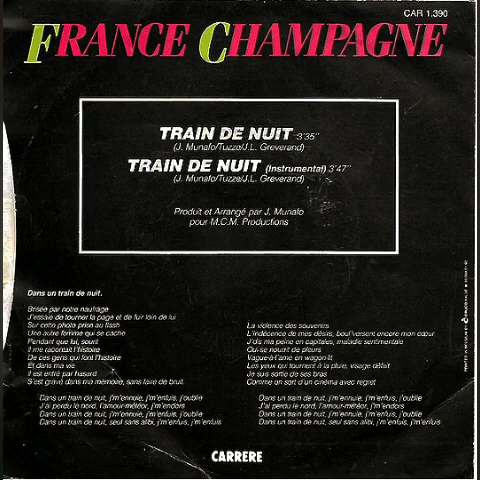 CAR 1.390
FRANCE CHAMPAGNE
TRAIN DE NUIT 3'35"
(J. Munafo/Tuzze/J.L. Greverand)
TRAIN DE NUIT (Instrumental) 3'47"
(J. Munafo/Tuzze/J.L. Greverand)
Produit et Arrangé par J. Munafo
pour M.C.M. Productions
Dans un train de nuit.
Brisée par notre naufrage
J'essaie de tourner la page et de fuir loin de lui
Sur cette photo prise au flash
Une autre femme qui se cache
Pendant que lui, sourit
Il me racontait l'histoire
De ces gens qui font l'histoire
Et dans ma vie
Il est entré par hasard
S'est gravé dans ma mémoire, sans faire de bruit.
Dans un train de nuit, j'm'ennuie, j'm'enfuis, j'oublie
J'ai perdu le nord, l'amour-météor, j'm'endors
Dans un train de nuit, j'm'ennuie, j'm'enfuis, j'oublie
Dans un train de nuit, seul sans alibi, j'm'enfuis, j'm'enfuis
La violence des souvenirs
L'indécence de mes désirs, boul'versent encore mon cœur
J'dis ma peine en capitales, maladie sentimentale
Qui se nourrit de pleurs
Vague-à-l'âme en wagon-lit
Les yeux qui tournent à la pluie, visage défait
Je suis sortie de ses bras
Comme on sort d'un cinéma avec regret
Dans un train de nuit, j'm'ennuie, j'm'enfuis, j'oublie
J'ai perdu le nord, l'amour-météor, j'm'endors
Dans un train de nuit, j'm'ennuie, j'm'enfuis, j'oublie
Dans un train de nuit, seul sans alibi, j'm'enfuis, j'm'enfuis
CARRERE